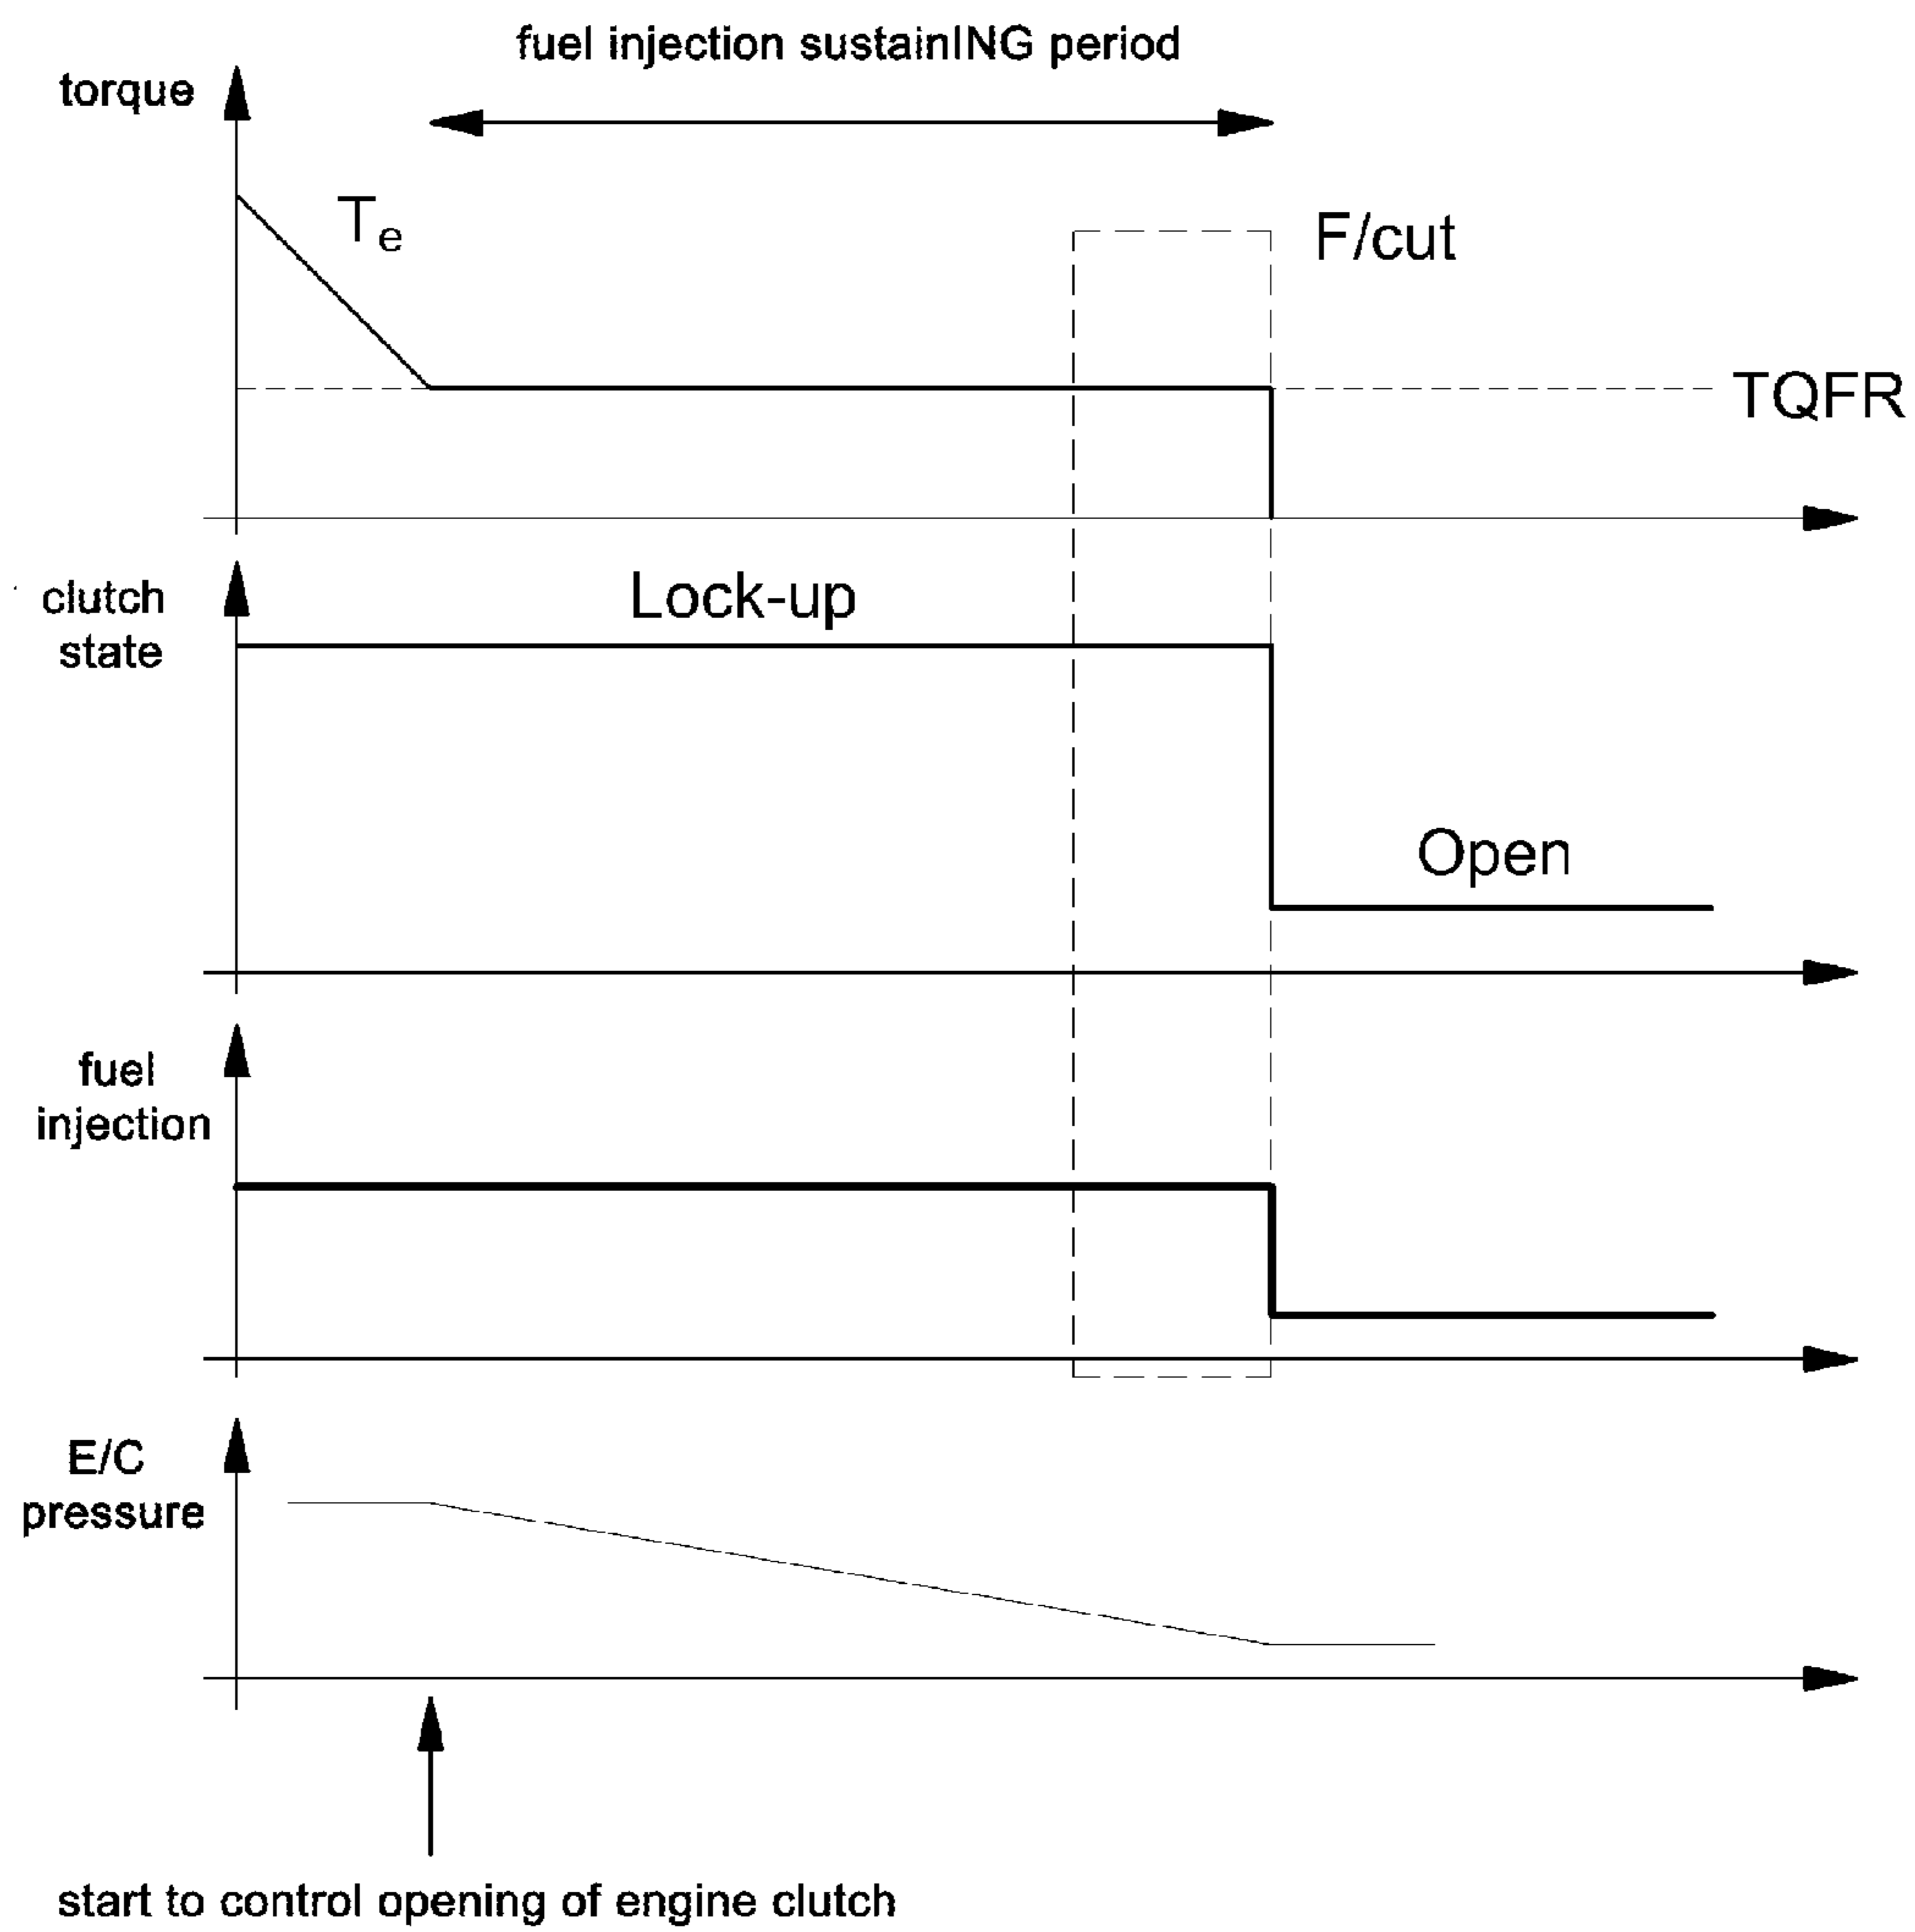 fuel injection sustainING period
torque
Te
F/cut
TQFR
clutch
state
Lock-up
Open
fuel
injection
E/C
pressure
start to control opening of engine clutch